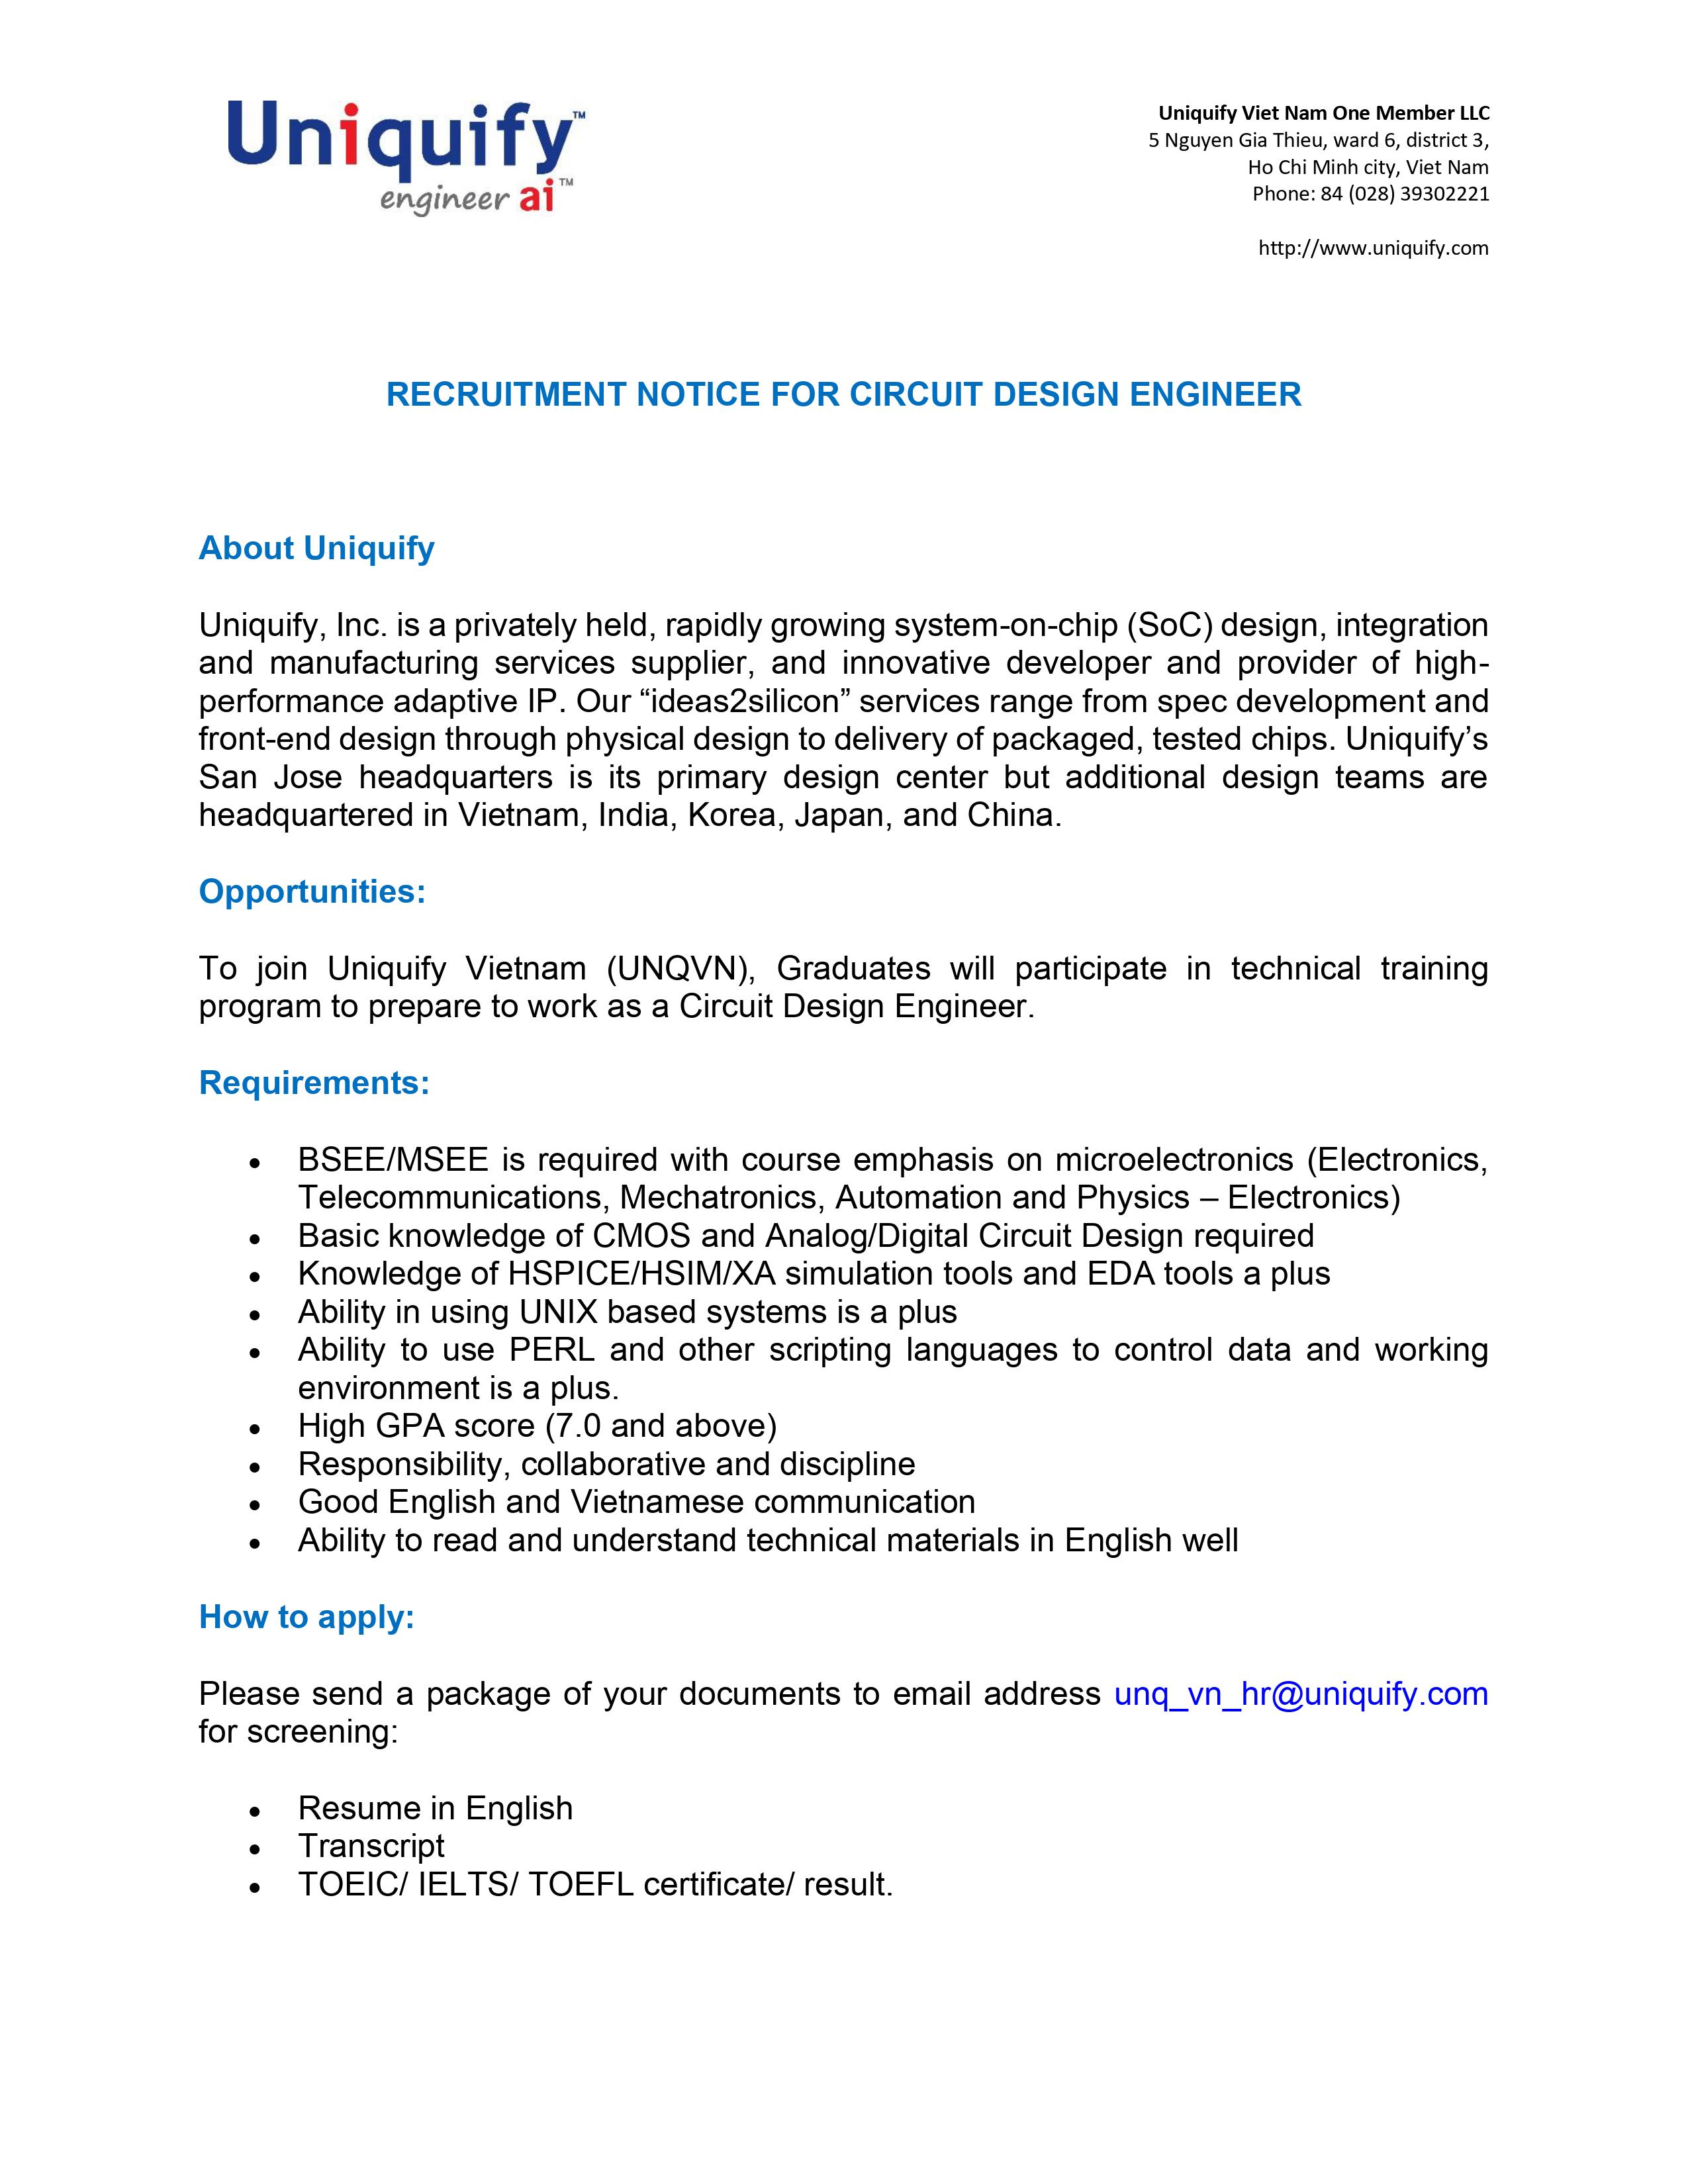 Uniquify™
engineer ai™
Uniquify Viet Nam One Member LLC
5 Nguyen Gia Thieu, ward 6, district 3,
Ho Chi Minh city, Viet Nam
Phone: 84 (028) 39302221
http://www.uniquify.com
RECRUITMENT NOTICE FOR CIRCUIT DESIGN ENGINEER
About Uniquify
Uniquify, Inc. is a privately held, rapidly growing system-on-chip (SoC) design, integration
and manufacturing services supplier, and innovative developer and provider of high-
performance adaptive IP. Our “ideas2silicon” services range from spec development and
front-end design through physical design to delivery of packaged, tested chips. Uniquify’s
San Jose headquarters is its primary design center but additional design teams are
headquartered in Vietnam, India, Korea, Japan, and China.
Opportunities:
To join Uniquify Vietnam (UNQVN), Graduates will participate in technical training
program to prepare to work as a Circuit Design Engineer.
Requirements:
• BSEE/MSEE is required with course emphasis on microelectronics (Electronics,
Telecommunications, Mechatronics, Automation and Physics – Electronics)
• Basic knowledge of CMOS and Analog/Digital Circuit Design required
• Knowledge of HSPICE/HSIM/XA simulation tools and EDA tools a plus
• Ability in using UNIX based systems is a plus
• Ability to use PERL and other scripting languages to control data and working
environment is a plus.
• High GPA score (7.0 and above)
• Responsibility, collaborative and discipline
• Good English and Vietnamese communication
• Ability to read and understand technical materials in English well
How to apply:
Please send a package of your documents to email address unq_vn_hr@uniquify.com
for screening:
• Resume in English
• Transcript
• TOEIC/ IELTS/ TOEFL certificate/ result.